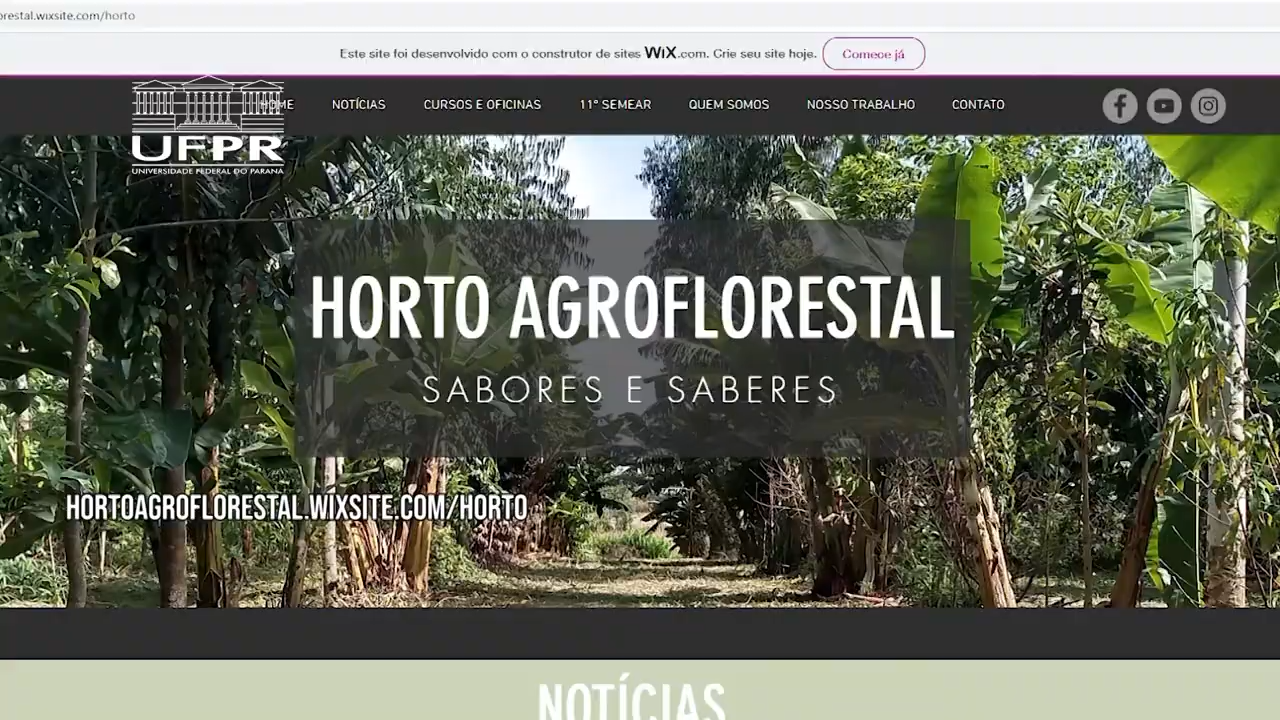 orestal.wixsite.com/horto
Este site foi desenvolvido com o construtor de sites WiX.com. Crie seu site hoje. Comece já
HOME NOTÍCIAS CURSOS E OFICINAS 11º SEMEAR QUEM SOMOS NOSSO TRABALHO CONTATO
UFPR
UNIVERSIDADE FEDERAL DO PARANÁ
HORTO AGROFLORESTAL
SABORES E SABERES
HORTOAGROFLORESTAL.WIXSITE.COM/HORTO
NOTÍCIAS